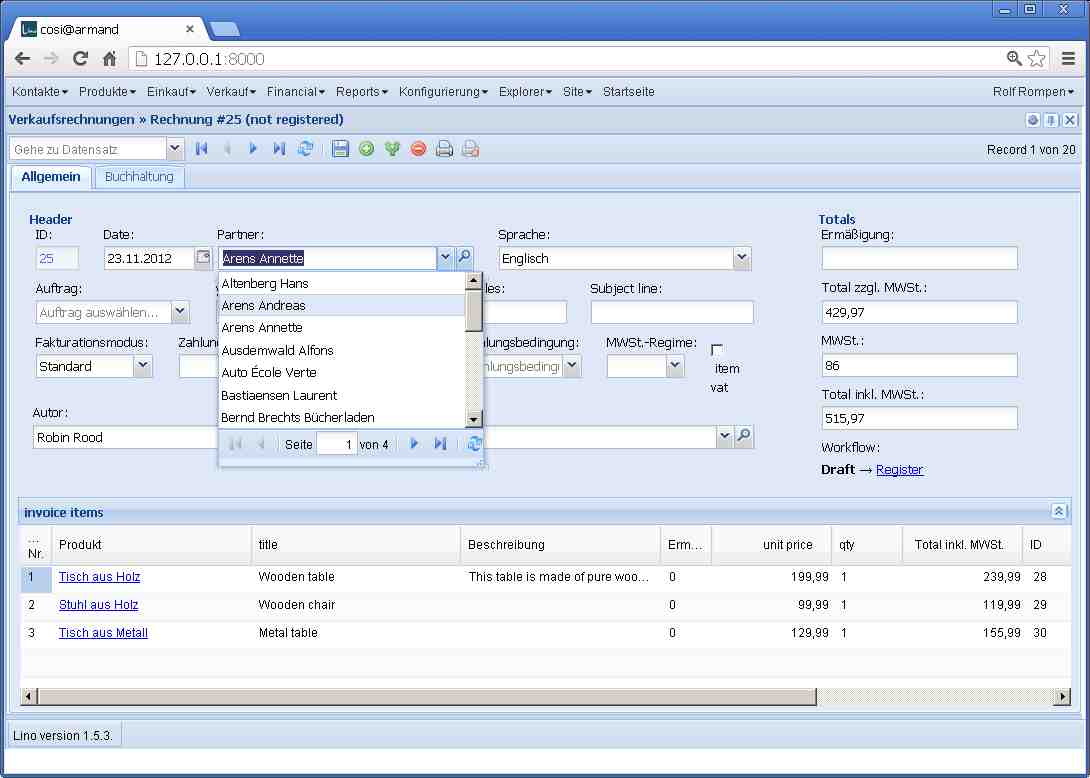 cosi@armand
127.0.0.1:8000
Kontakte Produkte Einkauf Verkauf Financial Reports Konfigurierung Explorer Site Startseite Rolf Rompen
Verkaufsrechnungen » Rechnung #25 (not registered)
Gehe zu Datensatz Record 1 von 20
Allgemein Buchhaltung
Header Totals
ID: Date: Partner: Sprache: Ermäßigung:
25 23.11.2012 Arens Annette Englisch
Altenberg Hans
Auftrag: les: Subject line: Total zzgl. MWSt.:
Arens Andreas
Auftrag auswählen... 429,97
Arens Annette
Fakturationsmodus: Zahlun lungsbedingung: MWSt.-Regime: item vat MWSt.:
Ausdemwald Alfons
Standard hlungsbedingu 86
Auto École Verte
Bastiaensen Laurent Total inkl. MWSt.:
Autor: Bernd Brechts Bücherladen 515,97
Robin Rood Seite 1 von 4 Workflow:
Draft → Register
invoice items
... Nr. Produkt title Beschreibung Erm... unit price qty Total inkl. MWSt. ID
1 Tisch aus Holz Wooden table This table is made of pure woo... 0 199,99 1 239,99 28
2 Stuhl aus Holz Wooden chair 0 99,99 1 119,99 29
3 Tisch aus Metall Metal table 0 129,99 1 155,99 30
Lino version 1.5.3.